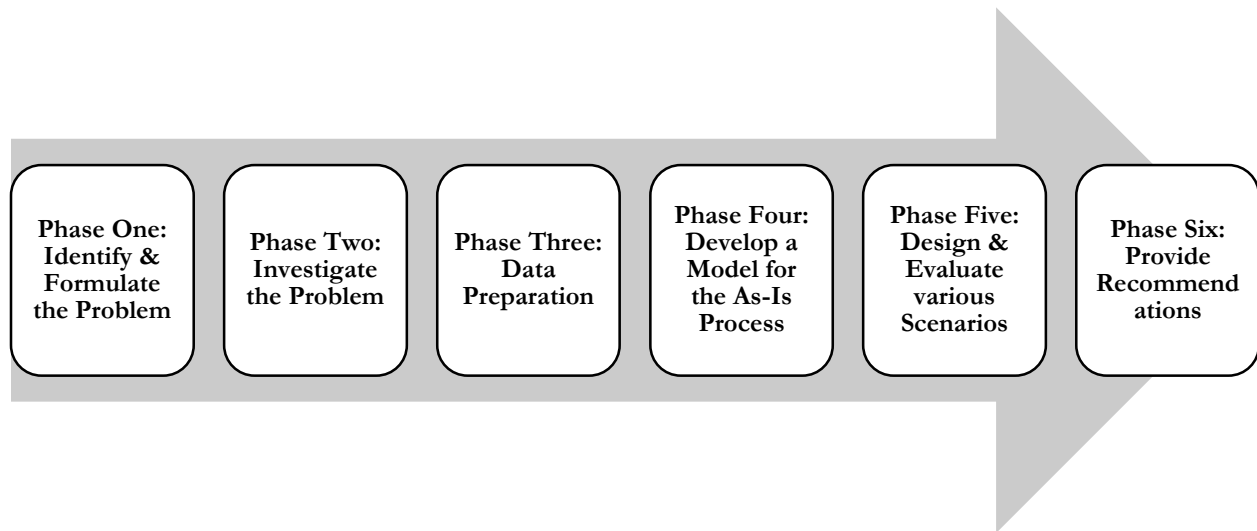 Phase One:
Identify &
Formulate
the Problem
Phase Two:
Investigate
the Problem
Phase Three:
Data
Preparation
Phase Four:
Develop a
Model for
the As-Is
Process
Phase Five:
Design &
Evaluate
various
Scenarios
Phase Six:
Provide
Recommend
ations